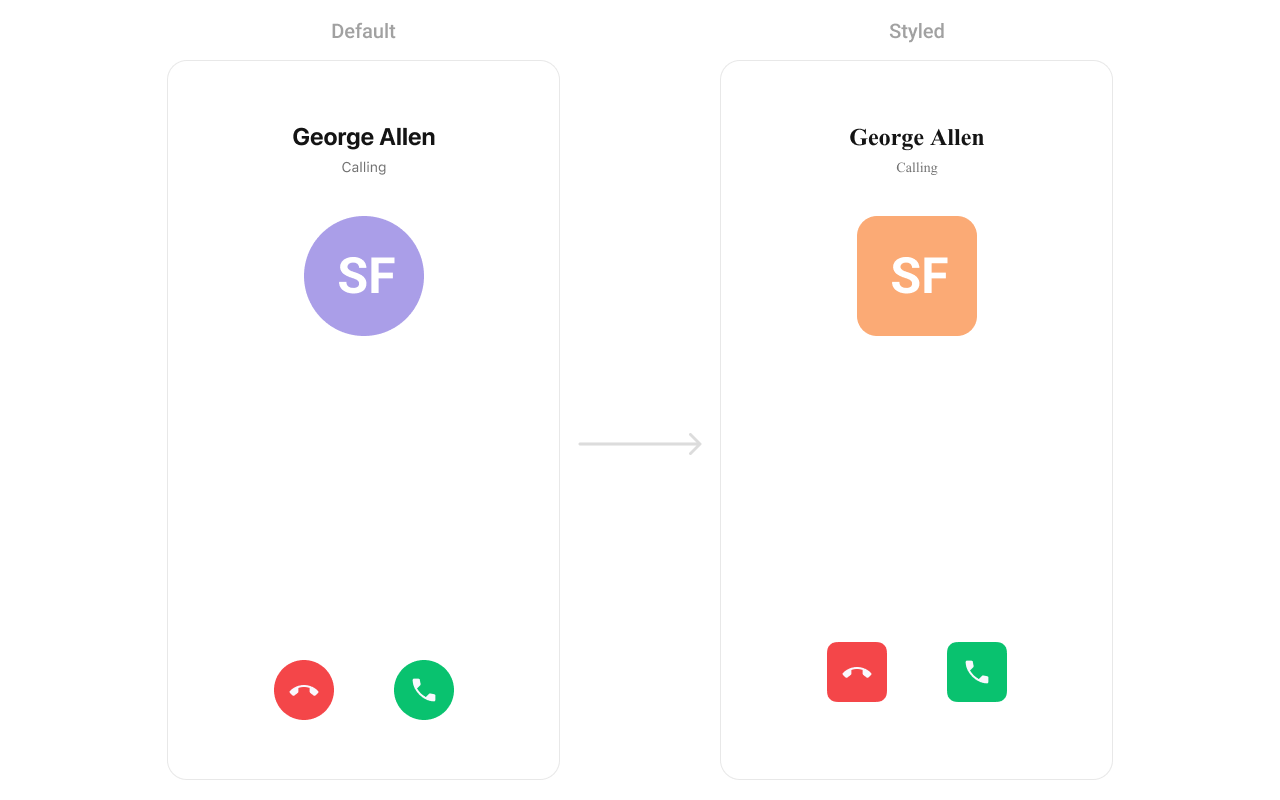 Default
George Allen
Calling
SF
Styled
George Allen
Calling
SF